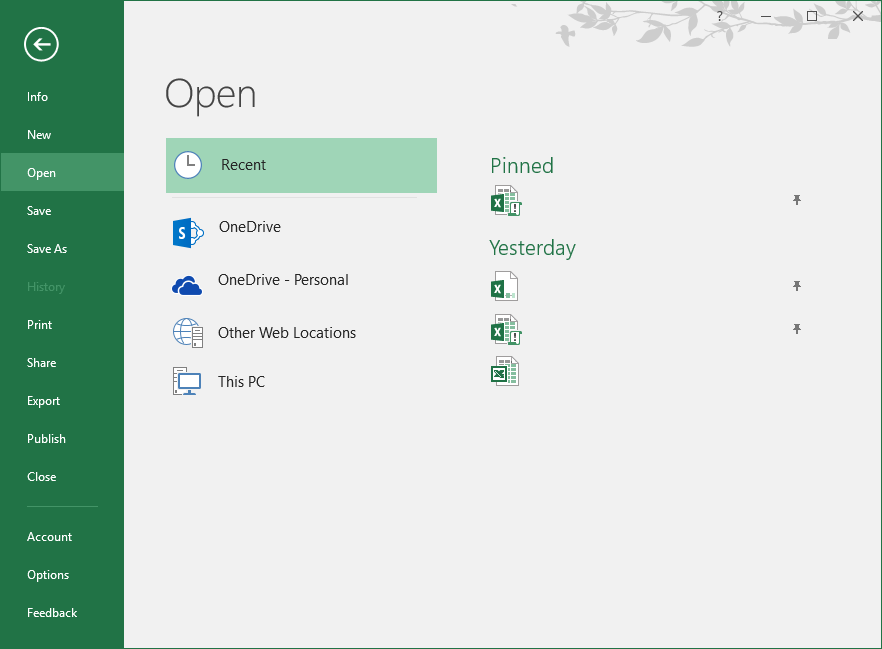 ?
Info
New
Open
Save
Save As
History
Print
Share
Export
Publish
Close
Account
Options
Feedback
Open
Recent
OneDrive
OneDrive - Personal
Other Web Locations
This PC
Pinned
Yesterday